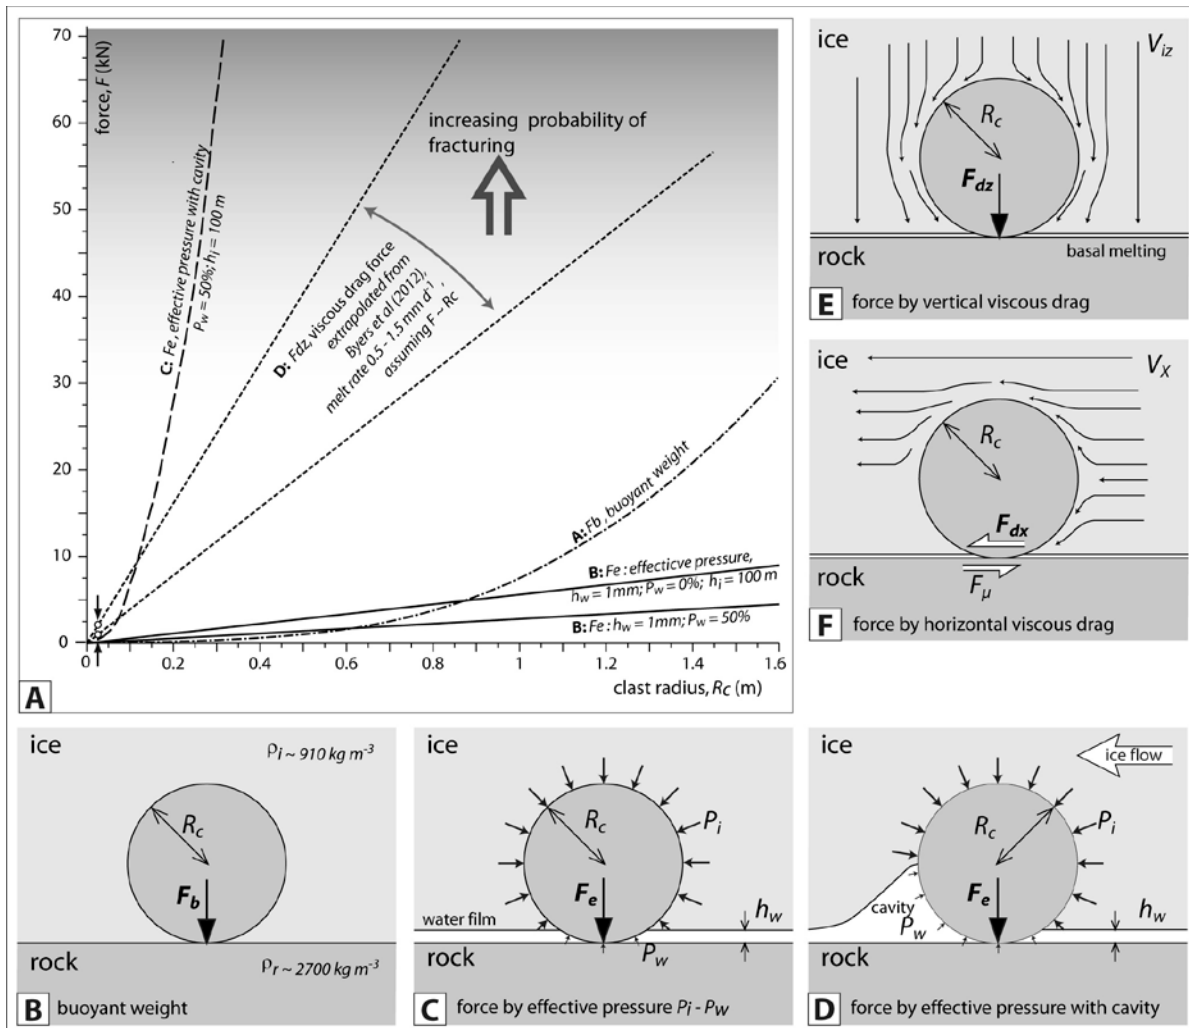 70
60
50
40
30
20
10
0
force, F (kN)
0
0.2
0.4
0.6
0.8
1
1.2
1.4
1.6
clast radius, Rc (m)
increasing probability of
fracturing
C: Fe, effective pressure with cavity
Pw = 50%; hi = 100 m
D: Fdz, viscous drag force
extrapolated from
Byers et al (2012),
melt rate 0.5 - 1.5 mm d⁻¹,
assuming F ~ Rc
A: Fb, buoyant weight
B: Fe : effecticve pressure,
hw = 1mm; Pw = 0%; hi = 100 m
B: Fe : hw = 1mm; Pw = 50%
A
ice
Viz
Rc
Fdz
rock
basal melting
E force by vertical viscous drag
ice
VX
Rc
Fdx
rock
Fμ
F force by horizontal viscous drag
ice
ρi ~ 910 kg m⁻³
Rc
Fb
rock
ρr ~ 2700 kg m⁻³
B buoyant weight
ice
Rc
Pi
Fe
water film
hw
rock
Pw
C force by effective pressure Pi - Pw
ice
ice flow
Rc
Pi
Fe
cavity
Pw
hw
rock
D force by effective pressure with cavity